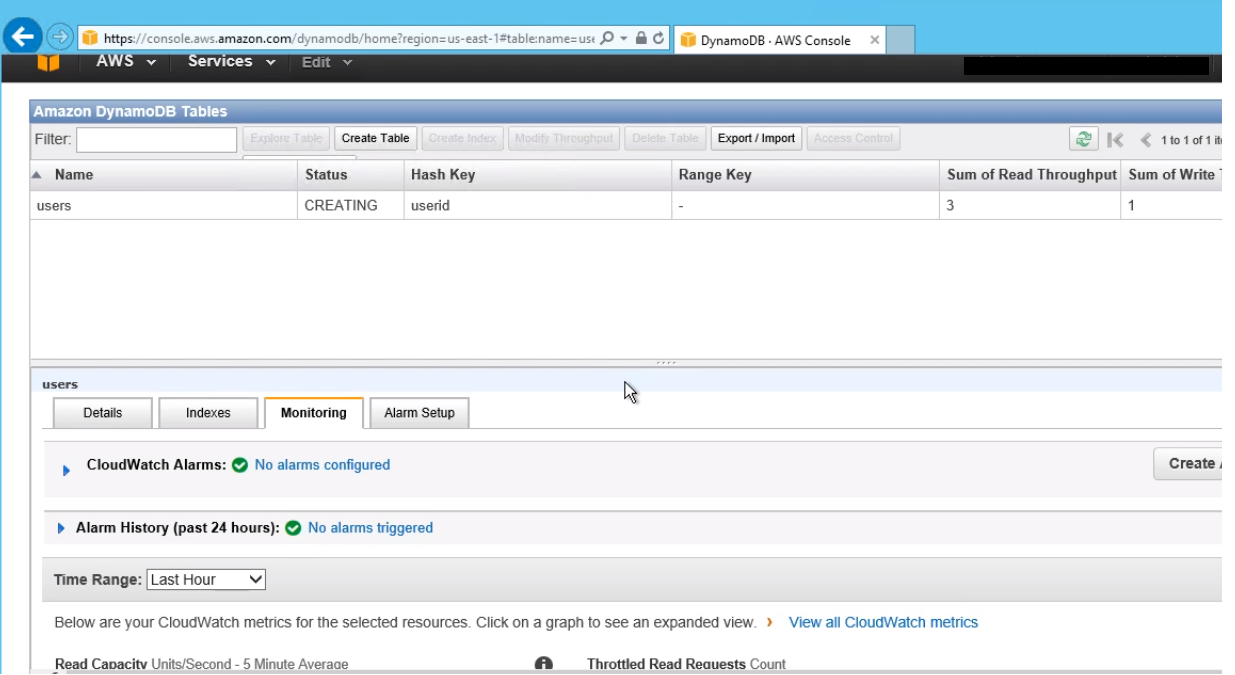 https://console.aws.amazon.com/dynamodb/home?region=us-east-1#table:name=use DynamoDB - AWS Console
AWS Services Edit
Amazon DynamoDB Tables
Filter: Explore Table Create Table Create Index Modify Throughput Delete Table Export / Import Access Control 1 to 1 of 1 ite
Name Status Hash Key Range Key Sum of Read Throughput Sum of Write T
users CREATING userid - 3 1
users
Details Indexes Monitoring Alarm Setup
CloudWatch Alarms: No alarms configured Create A
Alarm History (past 24 hours): No alarms triggered
Time Range: Last Hour
Below are your CloudWatch metrics for the selected resources. Click on a graph to see an expanded view. View all CloudWatch metrics
Read Capacity Units/Second - 5 Minute Average Throttled Read Requests Count